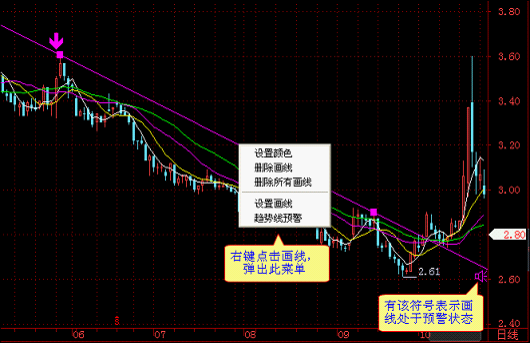 3.80
3.60
3.40
3.20
3.00
2.80
2.60
2.40
设置颜色
删除画线
删除所有画线
设置画线
趋势线预警
右键点击画线，
弹出此菜单
2.61
有该符号表示画
线处于预警状态
06
07
08
09
10
日线